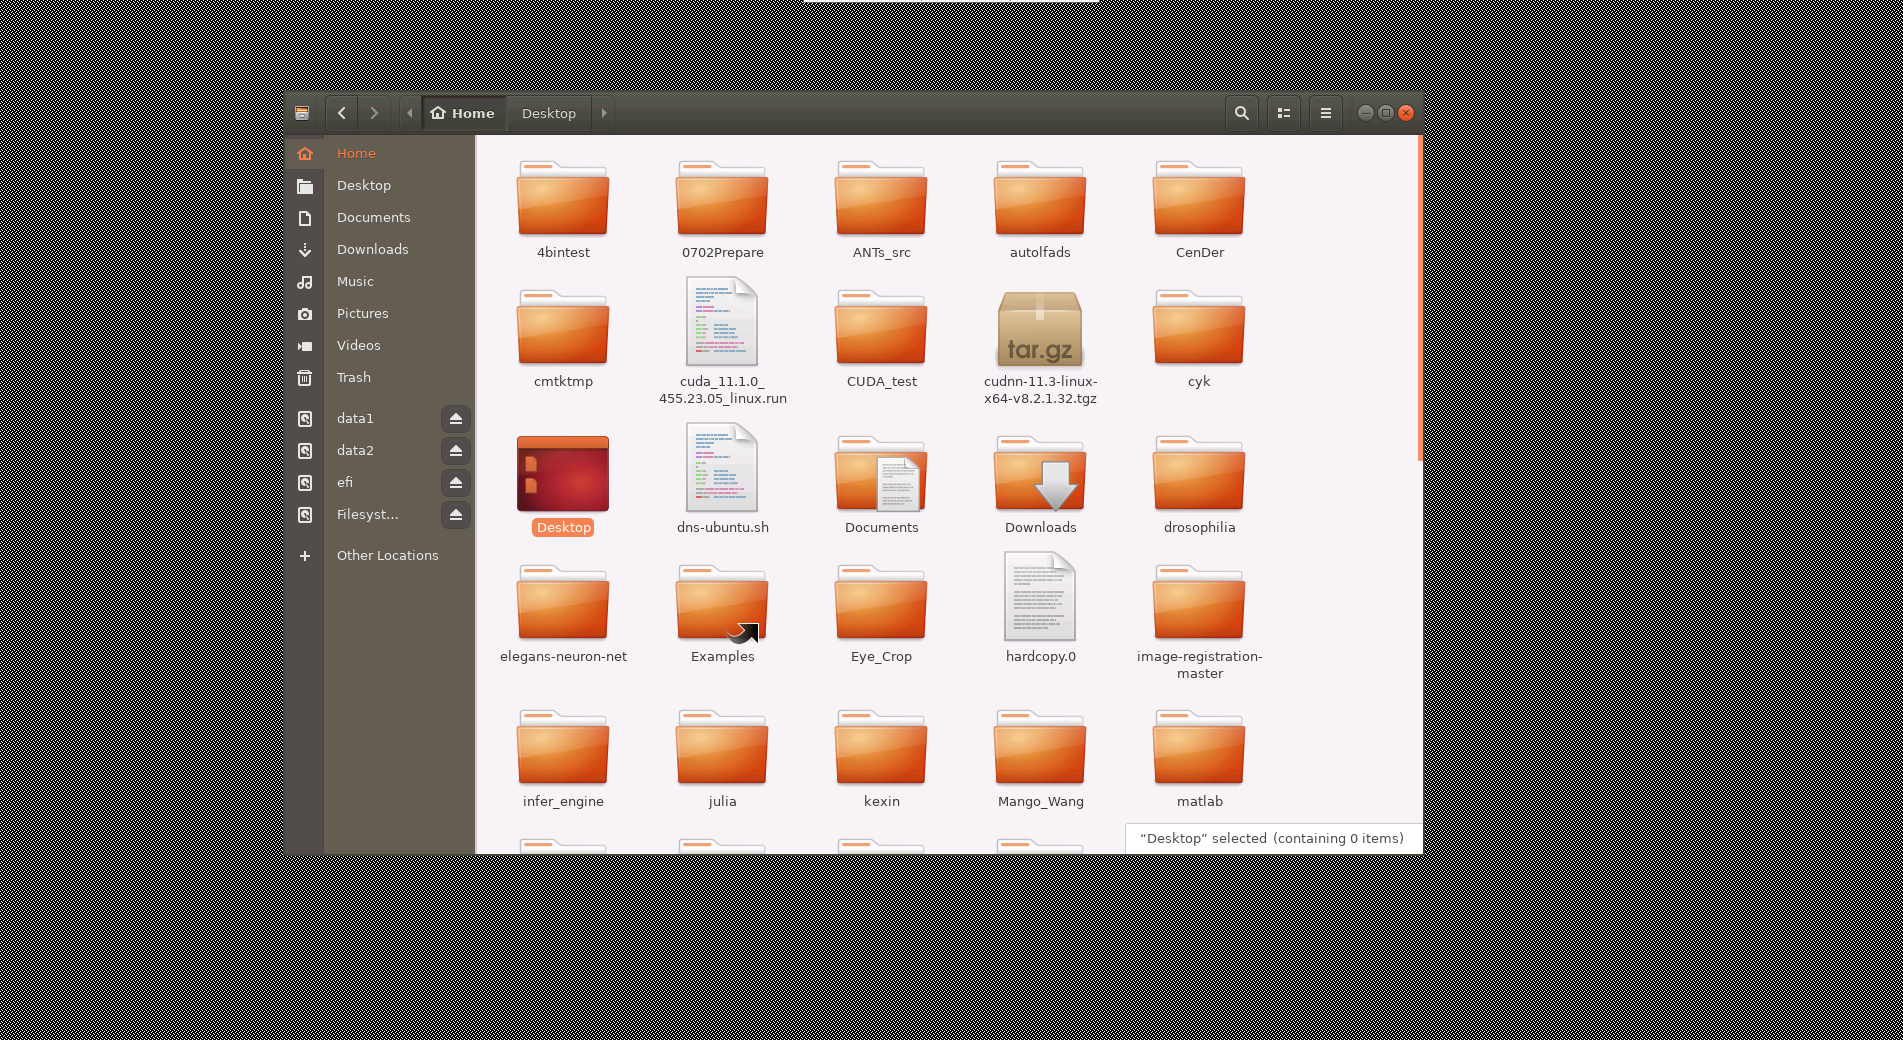 Home
Desktop
Home
Desktop
Documents
Downloads
Music
Pictures
Videos
Trash
data1
data2
efi
Filesyst...
Other Locations
4bintest
0702Prepare
ANTs_src
autolfads
CenDer
cmtktmp
cuda_11.1.0_
455.23.05_linux.run
CUDA_test
tar.gz
cudnn-11.3-linux-
x64-v8.2.1.32.tgz
cyk
Desktop
dns-ubuntu.sh
Documents
Downloads
drosophilia
elegans-neuron-net
Examples
Eye_Crop
hardcopy.0
image-registration-
master
infer_engine
julia
kexin
Mango_Wang
matlab
“Desktop” selected (containing 0 items)